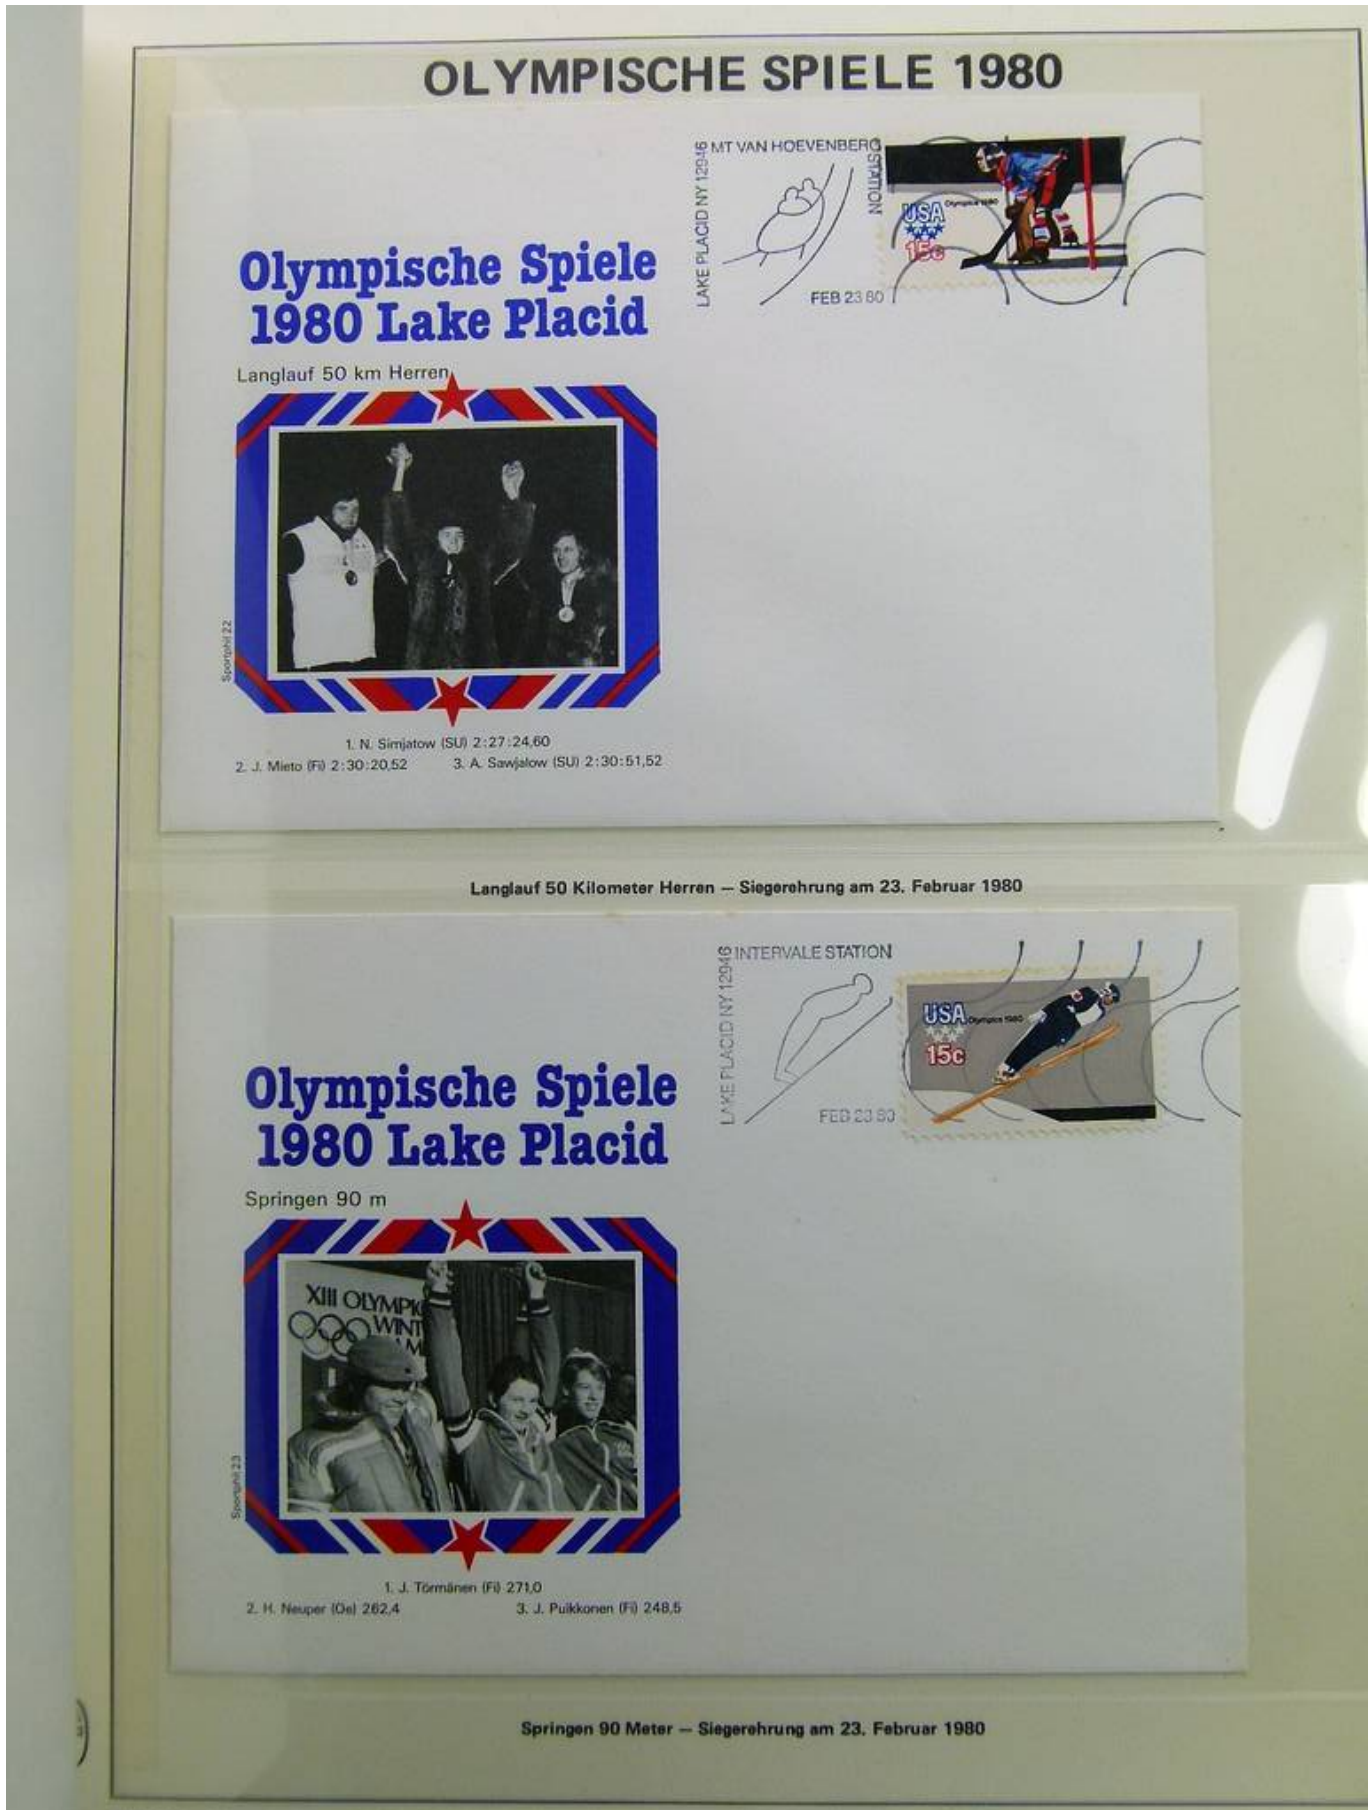 OLYMPISCHE SPIELE 1980
MT VAN HOEVENBERG
STATION
LAKE PLACID NY 12946
FEB 23 80
USA
Olympics 1980
15c
Olympische Spiele
1980 Lake Placid
Langlauf 50 km Herren
Sportphil 22
1. N. Simjatow (SU) 2:27:24,60
2. J. Mieto (Fi) 2:30:20,52 3. A. Sawjalow (SU) 2:30:51,52
Langlauf 50 Kilometer Herren – Siegerehrung am 23. Februar 1980
INTERVALE STATION
LAKE PLACID NY 12946
FEB 23 80
USA
Olympics 1980
15c
Olympische Spiele
1980 Lake Placid
Springen 90 m
XIII OLYMPIC
WINT
AM
Sportphil 23
1. J. Törmänen (Fi) 271,0
2. H. Neuper (Oe) 262,4 3. J. Puikkonen (Fi) 248,5
Springen 90 Meter – Siegerehrung am 23. Februar 1980